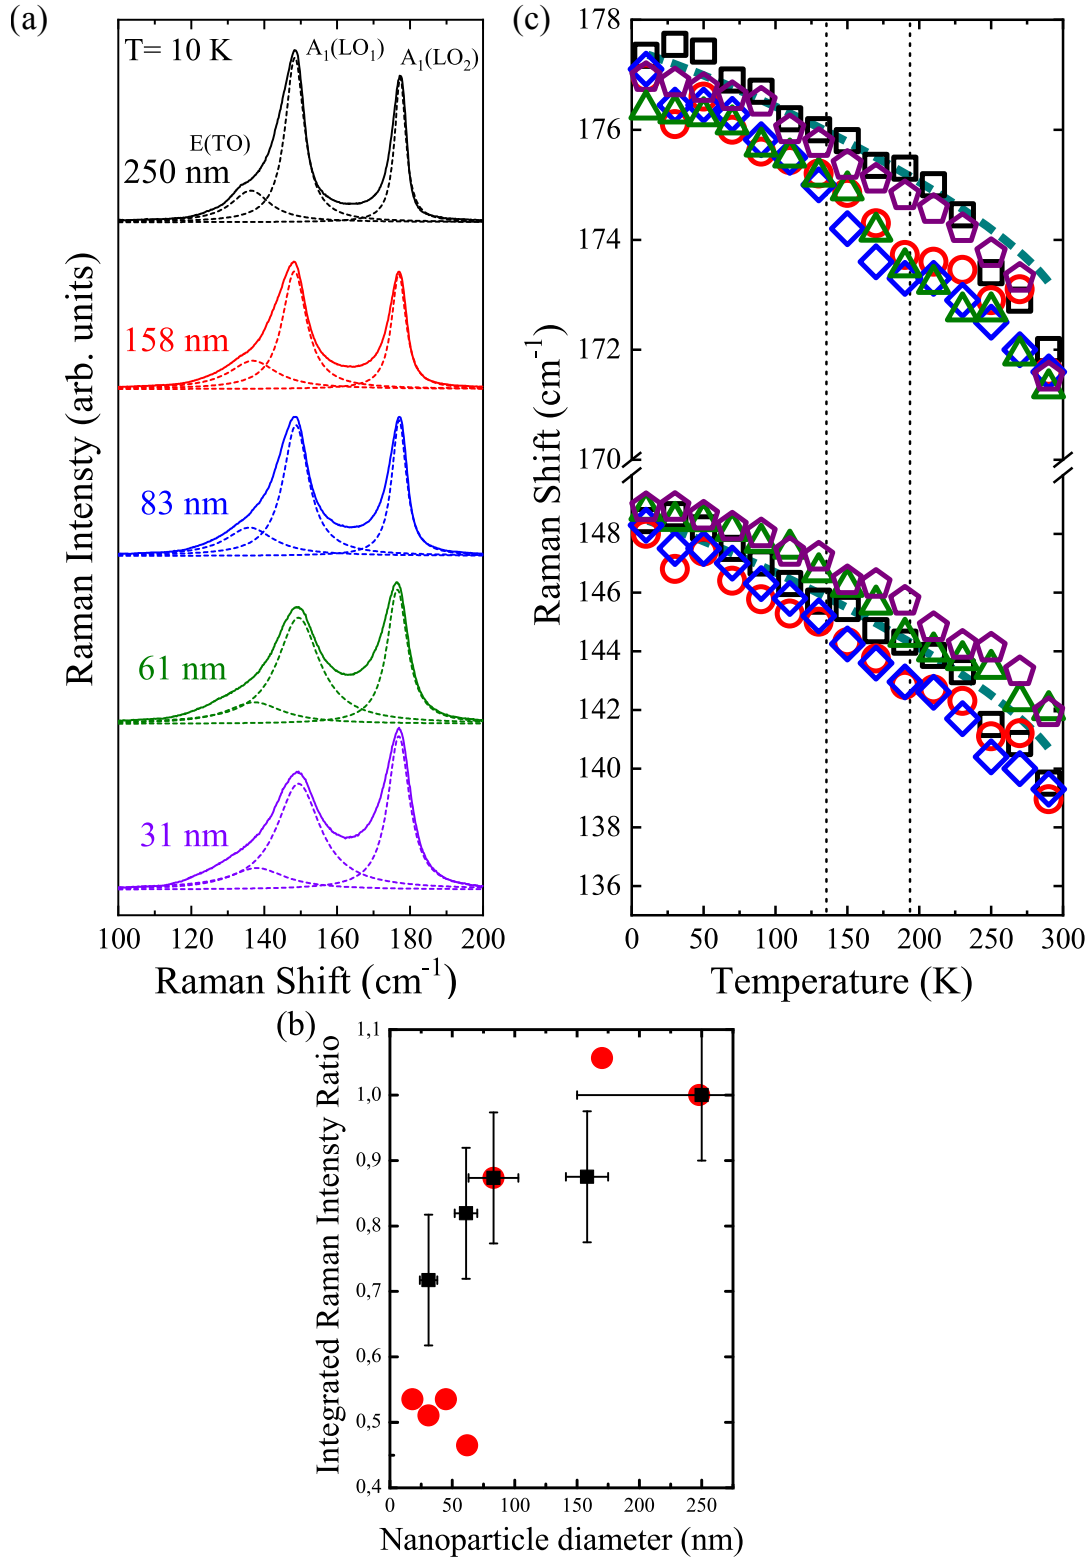 (a)
T= 10 K
A₁(LO₁)
A₁(LO₂)
E(TO)
250 nm
158 nm
83 nm
61 nm
31 nm
Raman Intensty (arb. units)
100 120 140 160 180 200
Raman Shift (cm⁻¹)
(c)
178
176
174
172
170
148
146
144
142
140
138
136
Raman Shift (cm⁻¹)
0 50 100 150 200 250 300
Temperature (K)
(b)
1,1
1,0
0,9
0,8
0,7
0,6
0,5
0,4
Integrated Raman Intensty Ratio
0 50 100 150 200 250
Nanoparticle diameter (nm)